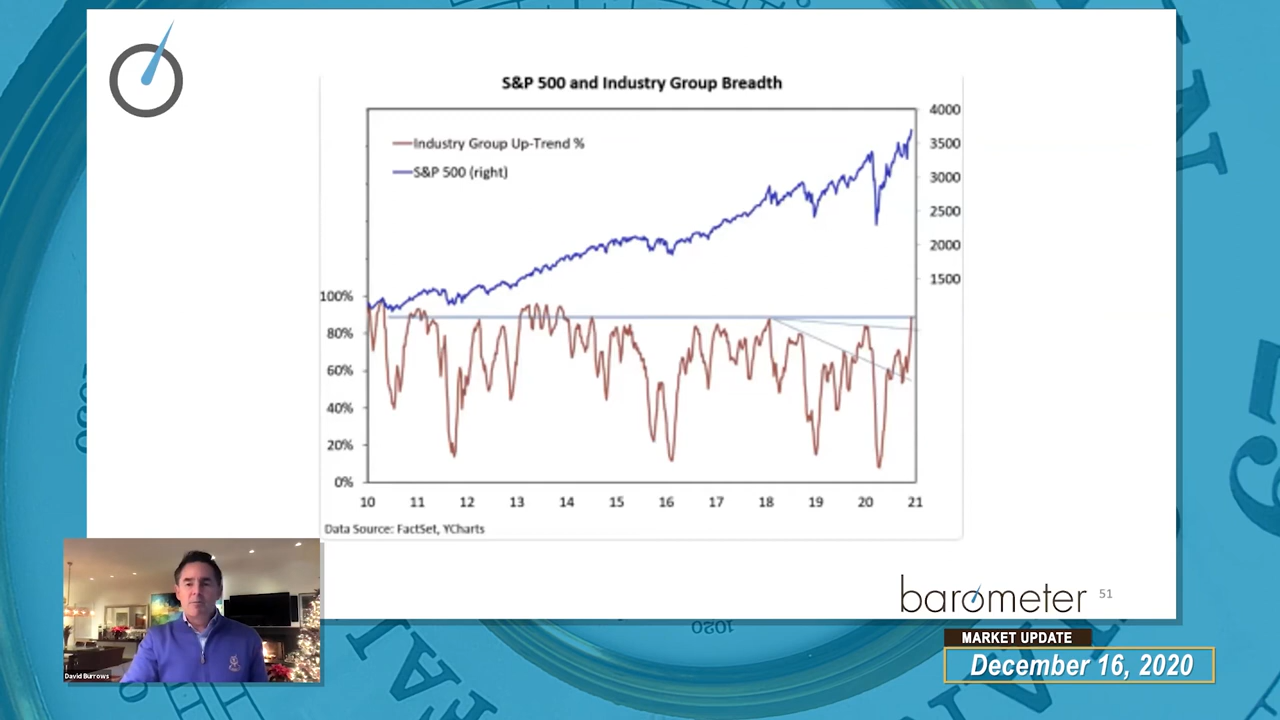 S&P 500 and Industry Group Breadth
Industry Group Up-Trend %
S&P 500 (right)
4000
3500
3000
2500
2000
1500
100%
80%
60%
40%
20%
0%
10 11 12 13 14 15 16 17 18 19 20 21
Data Source: FactSet, YCharts
barometer 51
1020
MARKET UPDATE
December 16, 2020
David Burrows